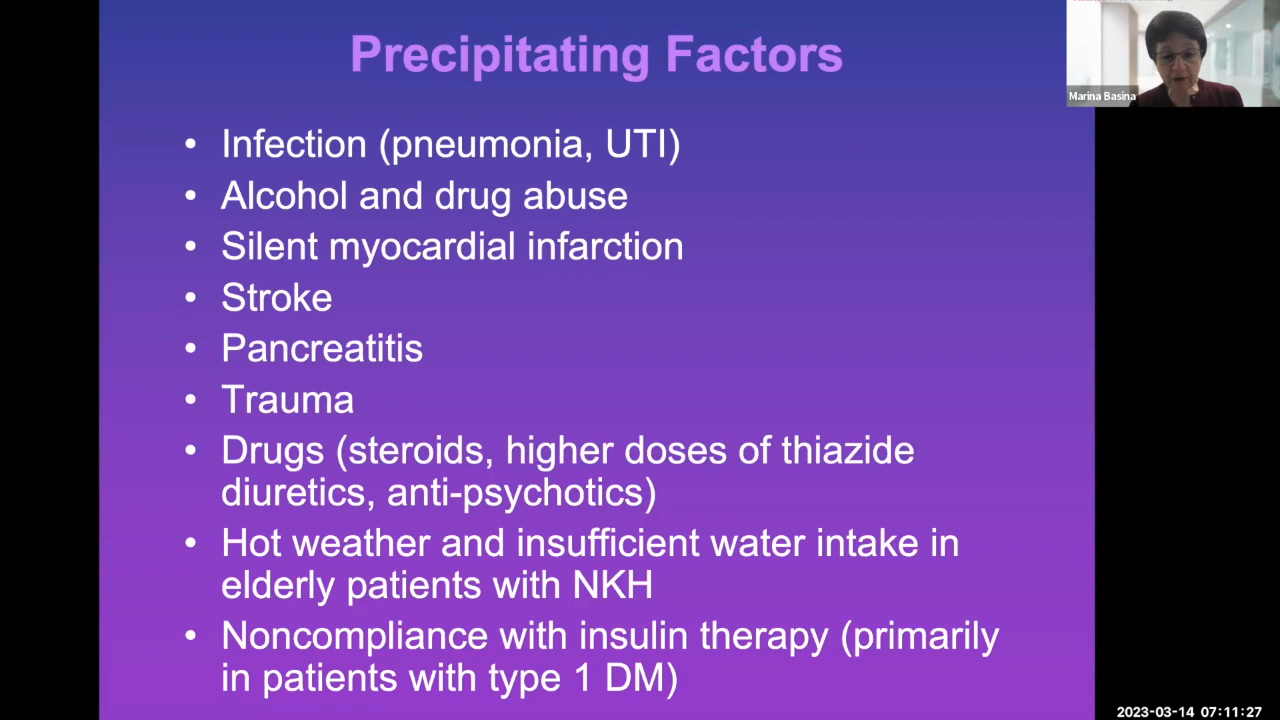 Precipitating Factors
Marina Basina
• Infection (pneumonia, UTI)
• Alcohol and drug abuse
• Silent myocardial infarction
• Stroke
• Pancreatitis
• Trauma
• Drugs (steroids, higher doses of thiazide
diuretics, anti-psychotics)
• Hot weather and insufficient water intake in
elderly patients with NKH
• Noncompliance with insulin therapy (primarily
in patients with type 1 DM)
2023-03-14 07:11:27